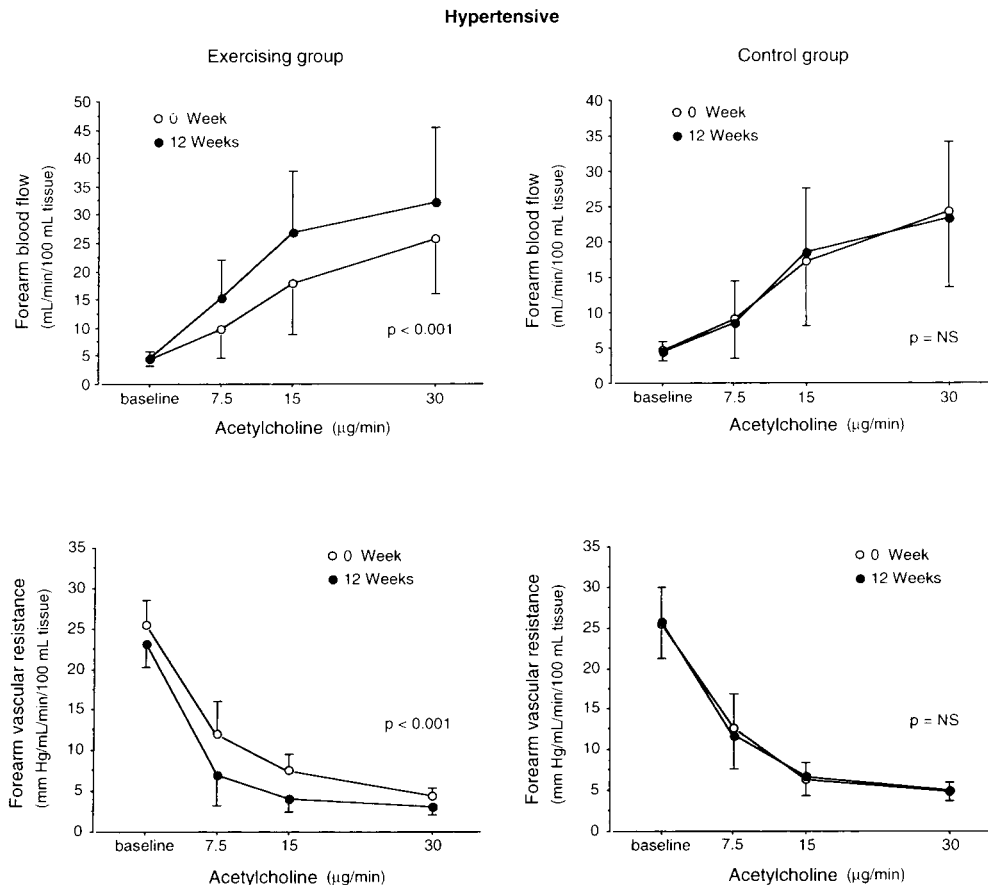 Hypertensive
Exercising group
50
45
40
35
30
25
20
15
10
5
0
Forearm blood flow
(mL/min/100 mL tissue)
0 Week
12 Weeks
p < 0.001
baseline
7.5
15
30
Acetylcholine (μg/min)
Control group
40
35
30
25
20
15
10
5
0
Forearm blood flow
(mL/min/100 mL tissue)
0 Week
12 Weeks
p = NS
baseline
7.5
15
30
Acetylcholine (μg/min)
35
30
25
20
15
10
5
0
Forearm vascular resistance
(mm Hg/mL/min/100 mL tissue)
0 Week
12 Weeks
p < 0.001
baseline
7.5
15
30
Acetylcholine (μg/min)
35
30
25
20
15
10
5
0
Forearm vascular resistance
(mm Hg/mL/min/100 mL tissue)
0 Week
12 Weeks
p = NS
baseline
7.5
15
30
Acetylcholine (μg/min)